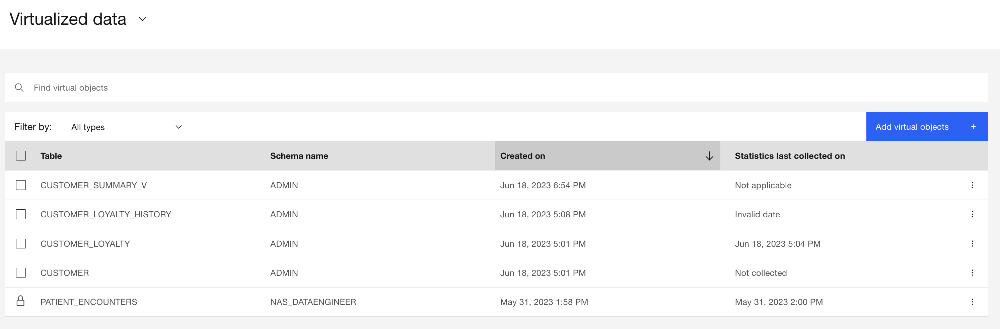 Virtualized data
Find virtual objects
Filter by: All types Add virtual objects +
Table Schema name Created on Statistics last collected on
CUSTOMER_SUMMARY_V ADMIN Jun 18, 2023 6:54 PM Not applicable
CUSTOMER_LOYALTY_HISTORY ADMIN Jun 18, 2023 5:08 PM Invalid date
CUSTOMER_LOYALTY ADMIN Jun 18, 2023 5:01 PM Jun 18, 2023 5:04 PM
CUSTOMER ADMIN Jun 18, 2023 5:01 PM Not collected
PATIENT_ENCOUNTERS NAS_DATAENGINEER May 31, 2023 1:58 PM May 31, 2023 2:00 PM